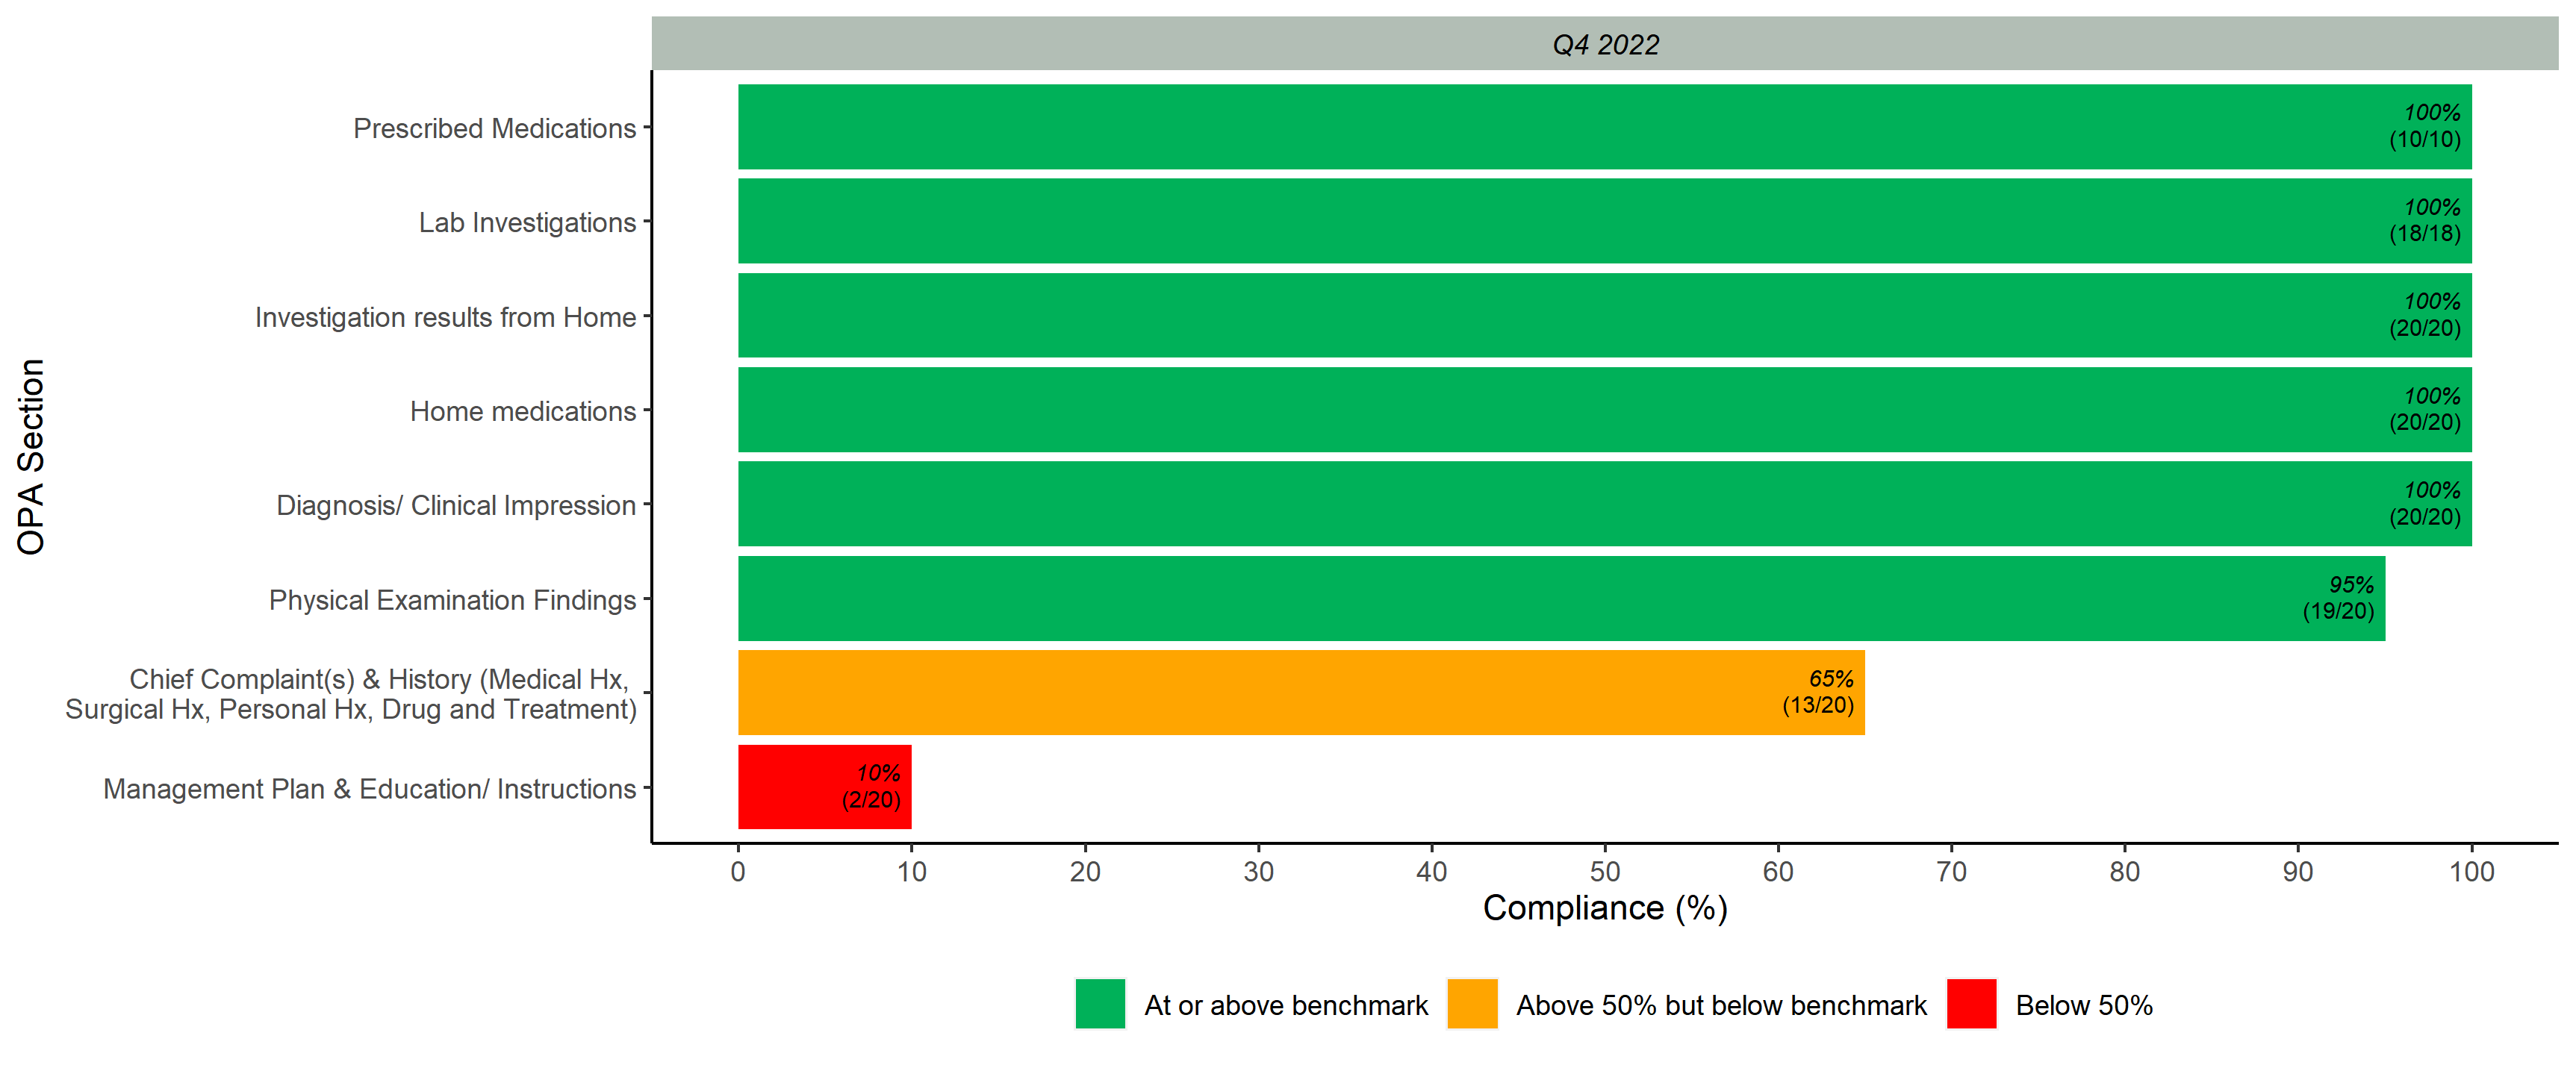 Q4 2022
OPA Section
Prescribed Medications
100%
(10/10)
Lab Investigations
100%
(18/18)
Investigation results from Home
100%
(20/20)
Home medications
100%
(20/20)
Diagnosis/ Clinical Impression
100%
(20/20)
Physical Examination Findings
95%
(19/20)
Chief Complaint(s) & History (Medical Hx,
Surgical Hx, Personal Hx, Drug and Treatment)
65%
(13/20)
Management Plan & Education/ Instructions
10%
(2/20)
0 10 20 30 40 50 60 70 80 90 100
Compliance (%)
At or above benchmark Above 50% but below benchmark Below 50%